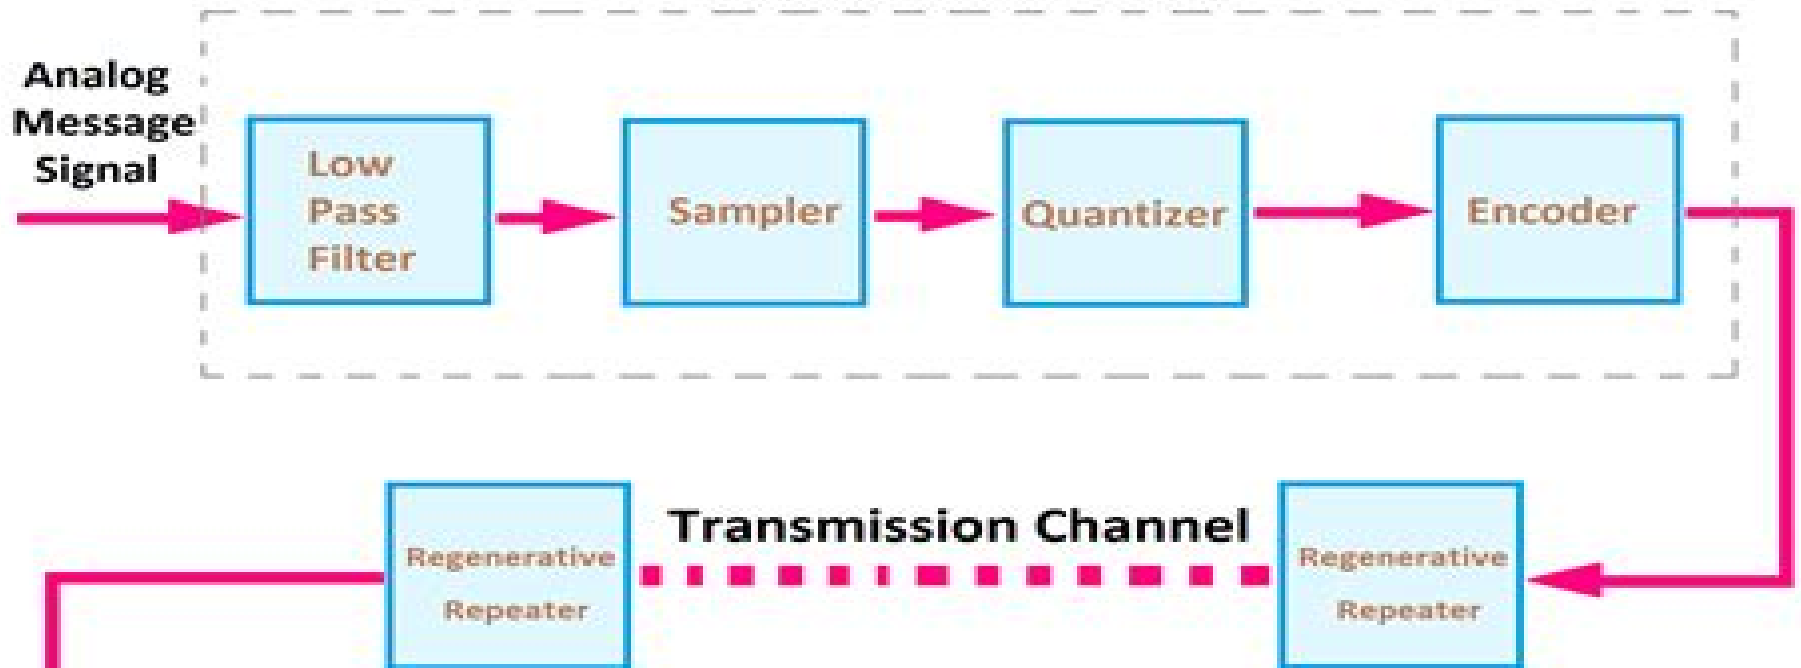 Analog
Message
Signal
Low
Pass
Filter
Sampler
Quantizer
Encoder
Transmission Channel
Regenerative
Repeater
Regenerative
Repeater